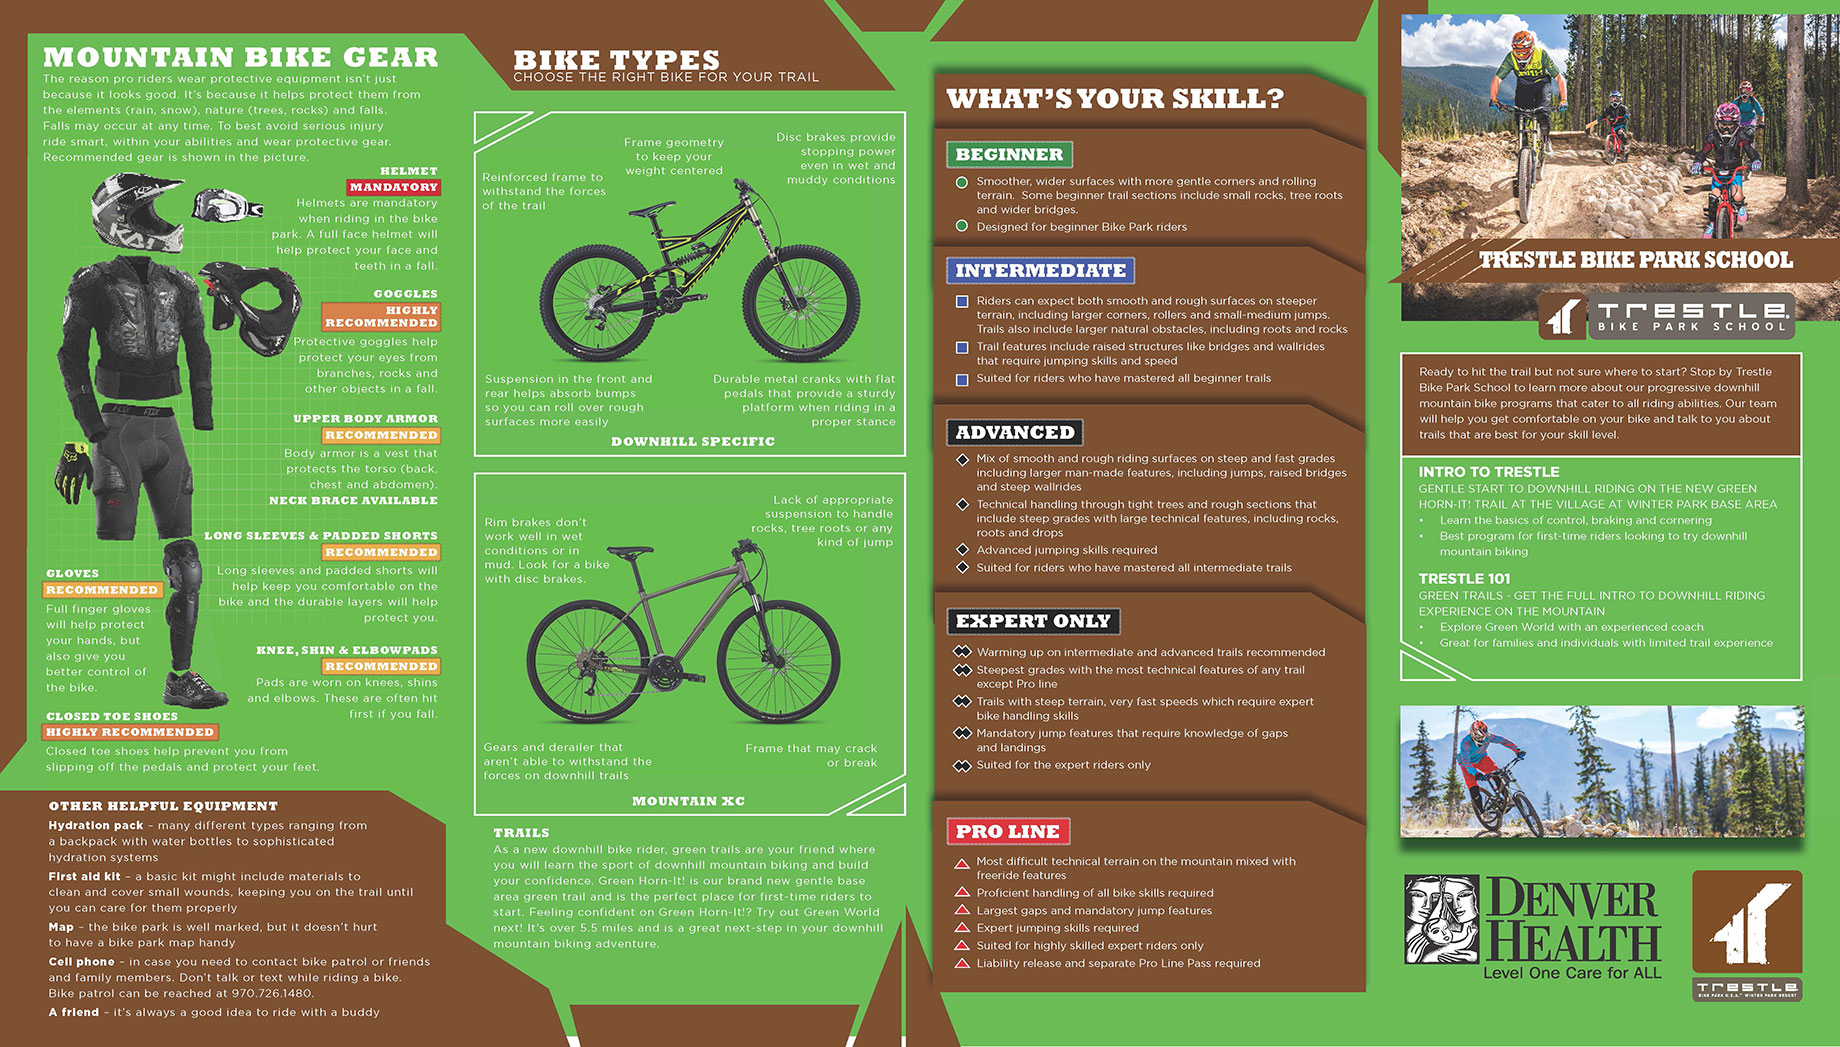 MOUNTAIN BIKE GEAR
The reason pro riders wear protective equipment isn't just
because it looks good. It's because it helps protect them from
the elements (rain, snow), nature (trees, rocks) and falls.
Falls may occur at any time. To best avoid serious injury
ride smart, within your abilities and wear protective gear.
Recommended gear is shown in the picture.
HELMET
MANDATORY
Helmets are mandatory
when riding in the bike
park. A full face helmet will
help protect your face and
teeth in a fall.
GOGGLES
HIGHLY
RECOMMENDED
Protective goggles help
protect your eyes from
branches, rocks and
other objects in a fall.
UPPER BODY ARMOR
RECOMMENDED
Body armor is a vest that
protects the torso (back,
chest and abdomen).
NECK BRACE AVAILABLE
LONG SLEEVES & PADDED SHORTS
RECOMMENDED
Long sleeves and padded shorts will
help keep you comfortable on the
bike and the durable layers will help
protect you.
GLOVES
RECOMMENDED
Full finger gloves
will help protect
your hands, but
also give you
better control of
the bike.
KNEE, SHIN & ELBOWPADS
RECOMMENDED
Pads are worn on knees, shins
and elbows. These are often hit
first if you fall.
CLOSED TOE SHOES
HIGHLY RECOMMENDED
Closed toe shoes help prevent you from
slipping off the pedals and protect your feet.
OTHER HELPFUL EQUIPMENT
Hydration pack – many different types ranging from
a backpack with water bottles to sophisticated
hydration systems
First aid kit – a basic kit might include materials to
clean and cover small wounds, keeping you on the trail until
you can care for them properly
Map – the bike park is well marked, but it doesn't hurt
to have a bike park map handy
Cell phone – in case you need to contact bike patrol or friends
and family members. Don't talk or text while riding a bike.
Bike patrol can be reached at 970.726.1480.
A friend – it's always a good idea to ride with a buddy
BIKE TYPES
CHOOSE THE RIGHT BIKE FOR YOUR TRAIL
Reinforced frame to
withstand the forces
of the trail
Frame geometry
to keep your
weight centered
Disc brakes provide
stopping power
even in wet and
muddy conditions
Suspension in the front and
rear helps absorb bumps
so you can roll over rough
surfaces more easily
Durable metal cranks with flat
pedals that provide a sturdy
platform when riding in a
proper stance
DOWNHILL SPECIFIC
Rim brakes don't
work well in wet
conditions or in
mud. Look for a bike
with disc brakes.
Lack of appropriate
suspension to handle
rocks, tree roots or any
kind of jump
Gears and derailer that
aren't able to withstand the
forces on downhill trails
Frame that may crack
or break
MOUNTAIN XC
TRAILS
As a new downhill bike rider, green trails are your friend where
you will learn the sport of downhill mountain biking and build
your confidence. Green Horn-It! is our brand new gentle base
area green trail and is the perfect place for first-time riders to
start. Feeling confident on Green Horn-It!? Try out Green World
next! It's over 5.5 miles and is a great next-step in your downhill
mountain biking adventure.
WHAT'S YOUR SKILL?
BEGINNER
Smoother, wider surfaces with more gentle corners and rolling
terrain. Some beginner trail sections include small rocks, tree roots
and wider bridges.
Designed for beginner Bike Park riders
INTERMEDIATE
Riders can expect both smooth and rough surfaces on steeper
terrain, including larger corners, rollers and small-medium jumps.
Trails also include larger natural obstacles, including roots and rocks
Trail features include raised structures like bridges and wallrides
that require jumping skills and speed
Suited for riders who have mastered all beginner trails
ADVANCED
Mix of smooth and rough riding surfaces on steep and fast grades
including larger man-made features, including jumps, raised bridges
and steep wallrides
Technical handling through tight trees and rough sections that
include steep grades with large technical features, including rocks,
roots and drops
Advanced jumping skills required
Suited for riders who have mastered all intermediate trails
EXPERT ONLY
Warming up on intermediate and advanced trails recommended
Steepest grades with the most technical features of any trail
except Pro line
Trails with steep terrain, very fast speeds which require expert
bike handling skills
Mandatory jump features that require knowledge of gaps
and landings
Suited for the expert riders only
PRO LINE
Most difficult technical terrain on the mountain mixed with
freeride features
Proficient handling of all bike skills required
Largest gaps and mandatory jump features
Expert jumping skills required
Suited for highly skilled expert riders only
Liability release and separate Pro Line Pass required
TRESTLE BIKE PARK SCHOOL
TRESTLE
BIKE PARK SCHOOL
Ready to hit the trail but not sure where to start? Stop by Trestle
Bike Park School to learn more about our progressive downhill
mountain bike programs that cater to all riding abilities. Our team
will help you get comfortable on your bike and talk to you about
trails that are best for your skill level.
INTRO TO TRESTLE
GENTLE START TO DOWNHILL RIDING ON THE NEW GREEN
HORN-IT! TRAIL AT THE VILLAGE AT WINTER PARK BASE AREA
• Learn the basics of control, braking and cornering
• Best program for first-time riders looking to try downhill
mountain biking
TRESTLE 101
GREEN TRAILS - GET THE FULL INTRO TO DOWNHILL RIDING
EXPERIENCE ON THE MOUNTAIN
• Explore Green World with an experienced coach
• Great for families and individuals with limited trail experience
DENVER
HEALTH
Level One Care for ALL
TRESTLE
BIKE PARK U.S.A. WINTER PARK RESORT